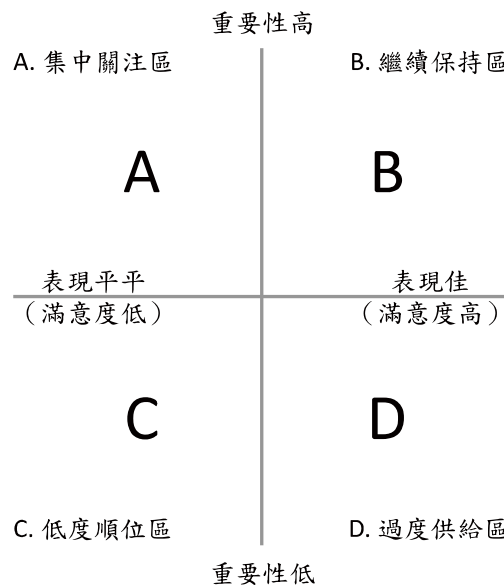 重要性高
A. 集中關注區
B. 繼續保持區
A
B
表現平平
（滿意度低）
表現佳
（滿意度高）
C
D
C. 低度順位區
D. 過度供給區
重要性低